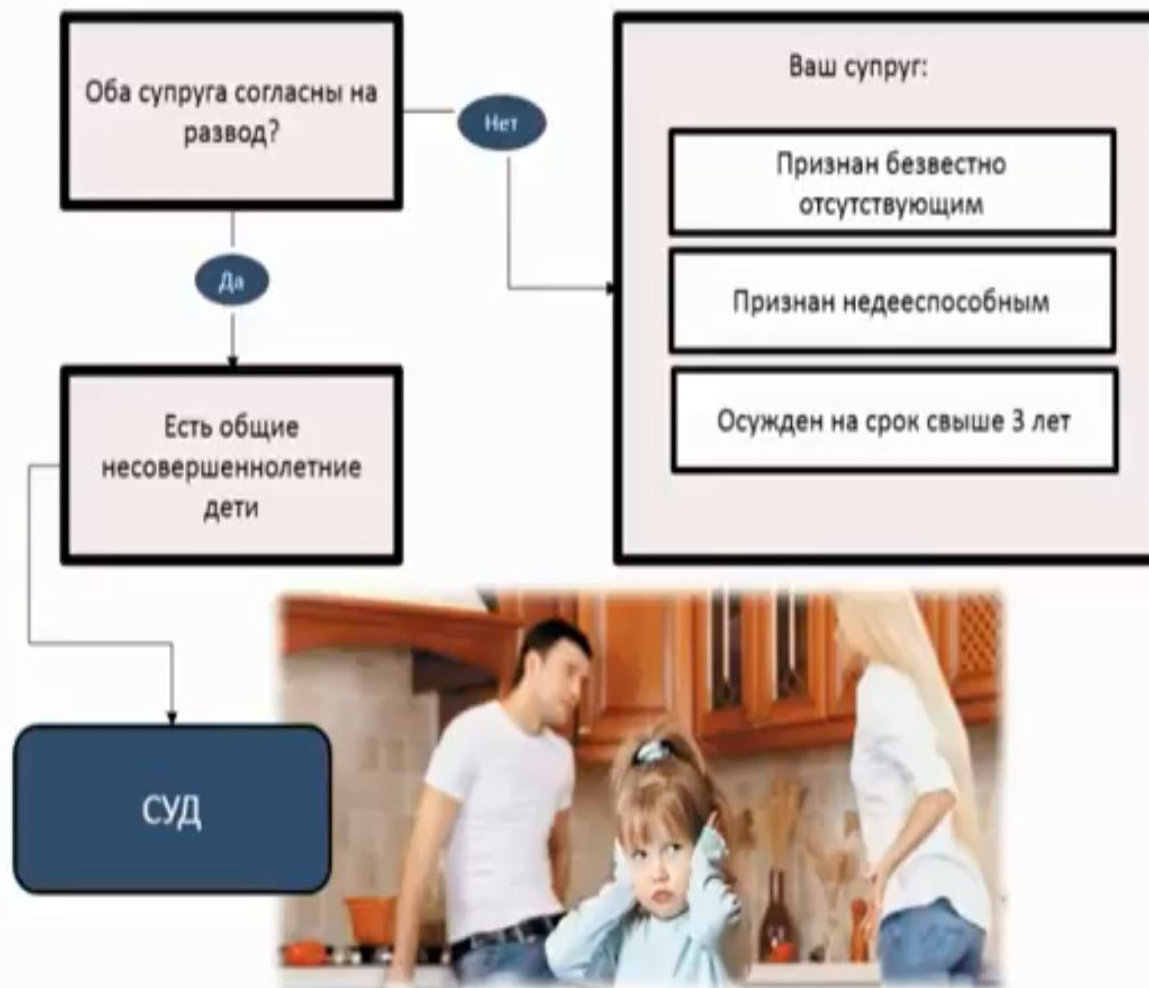 Оба супруга согласны на
развод?
Нет
Ваш супруг:
Признан безвестно
отсутствующим
Признан недееспособным
Осужден на срок свыше 3 лет
Да
Есть общие
несовершеннолетние
дети
СУД